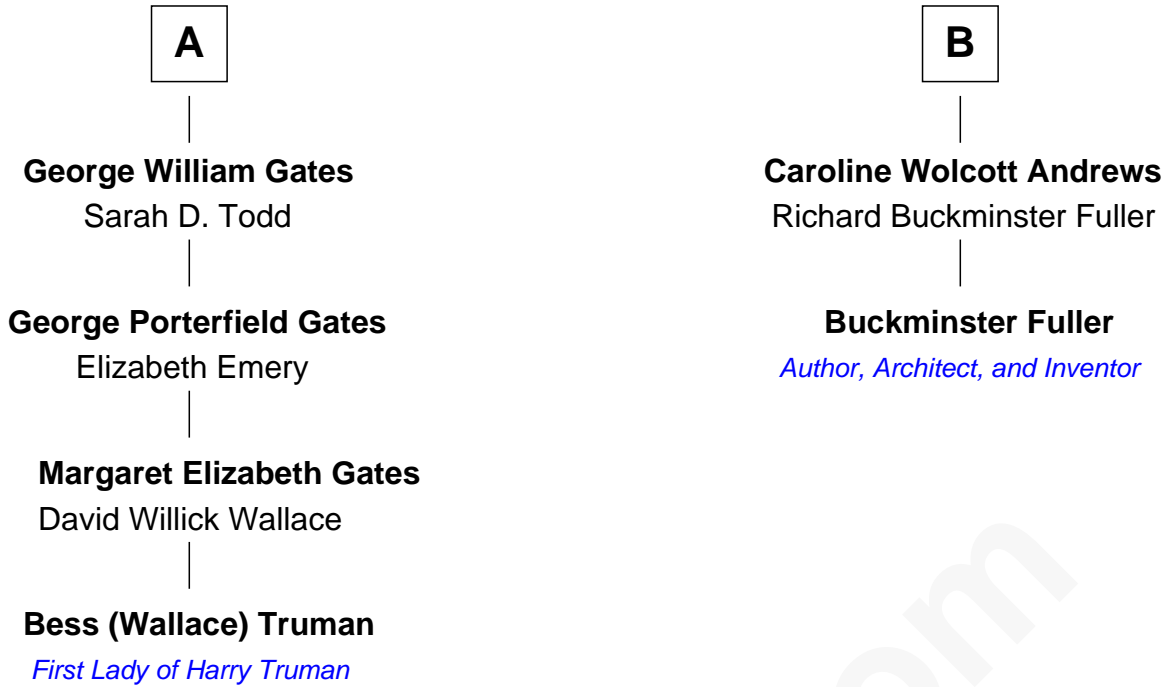 A
George William Gates
Sarah D. Todd
George Porterfield Gates
Elizabeth Emery
Margaret Elizabeth Gates
David Willick Wallace
Bess (Wallace) Truman
First Lady of Harry Truman
B
Caroline Wolcott Andrews
Richard Buckminster Fuller
Buckminster Fuller
Author, Architect, and Inventor
om